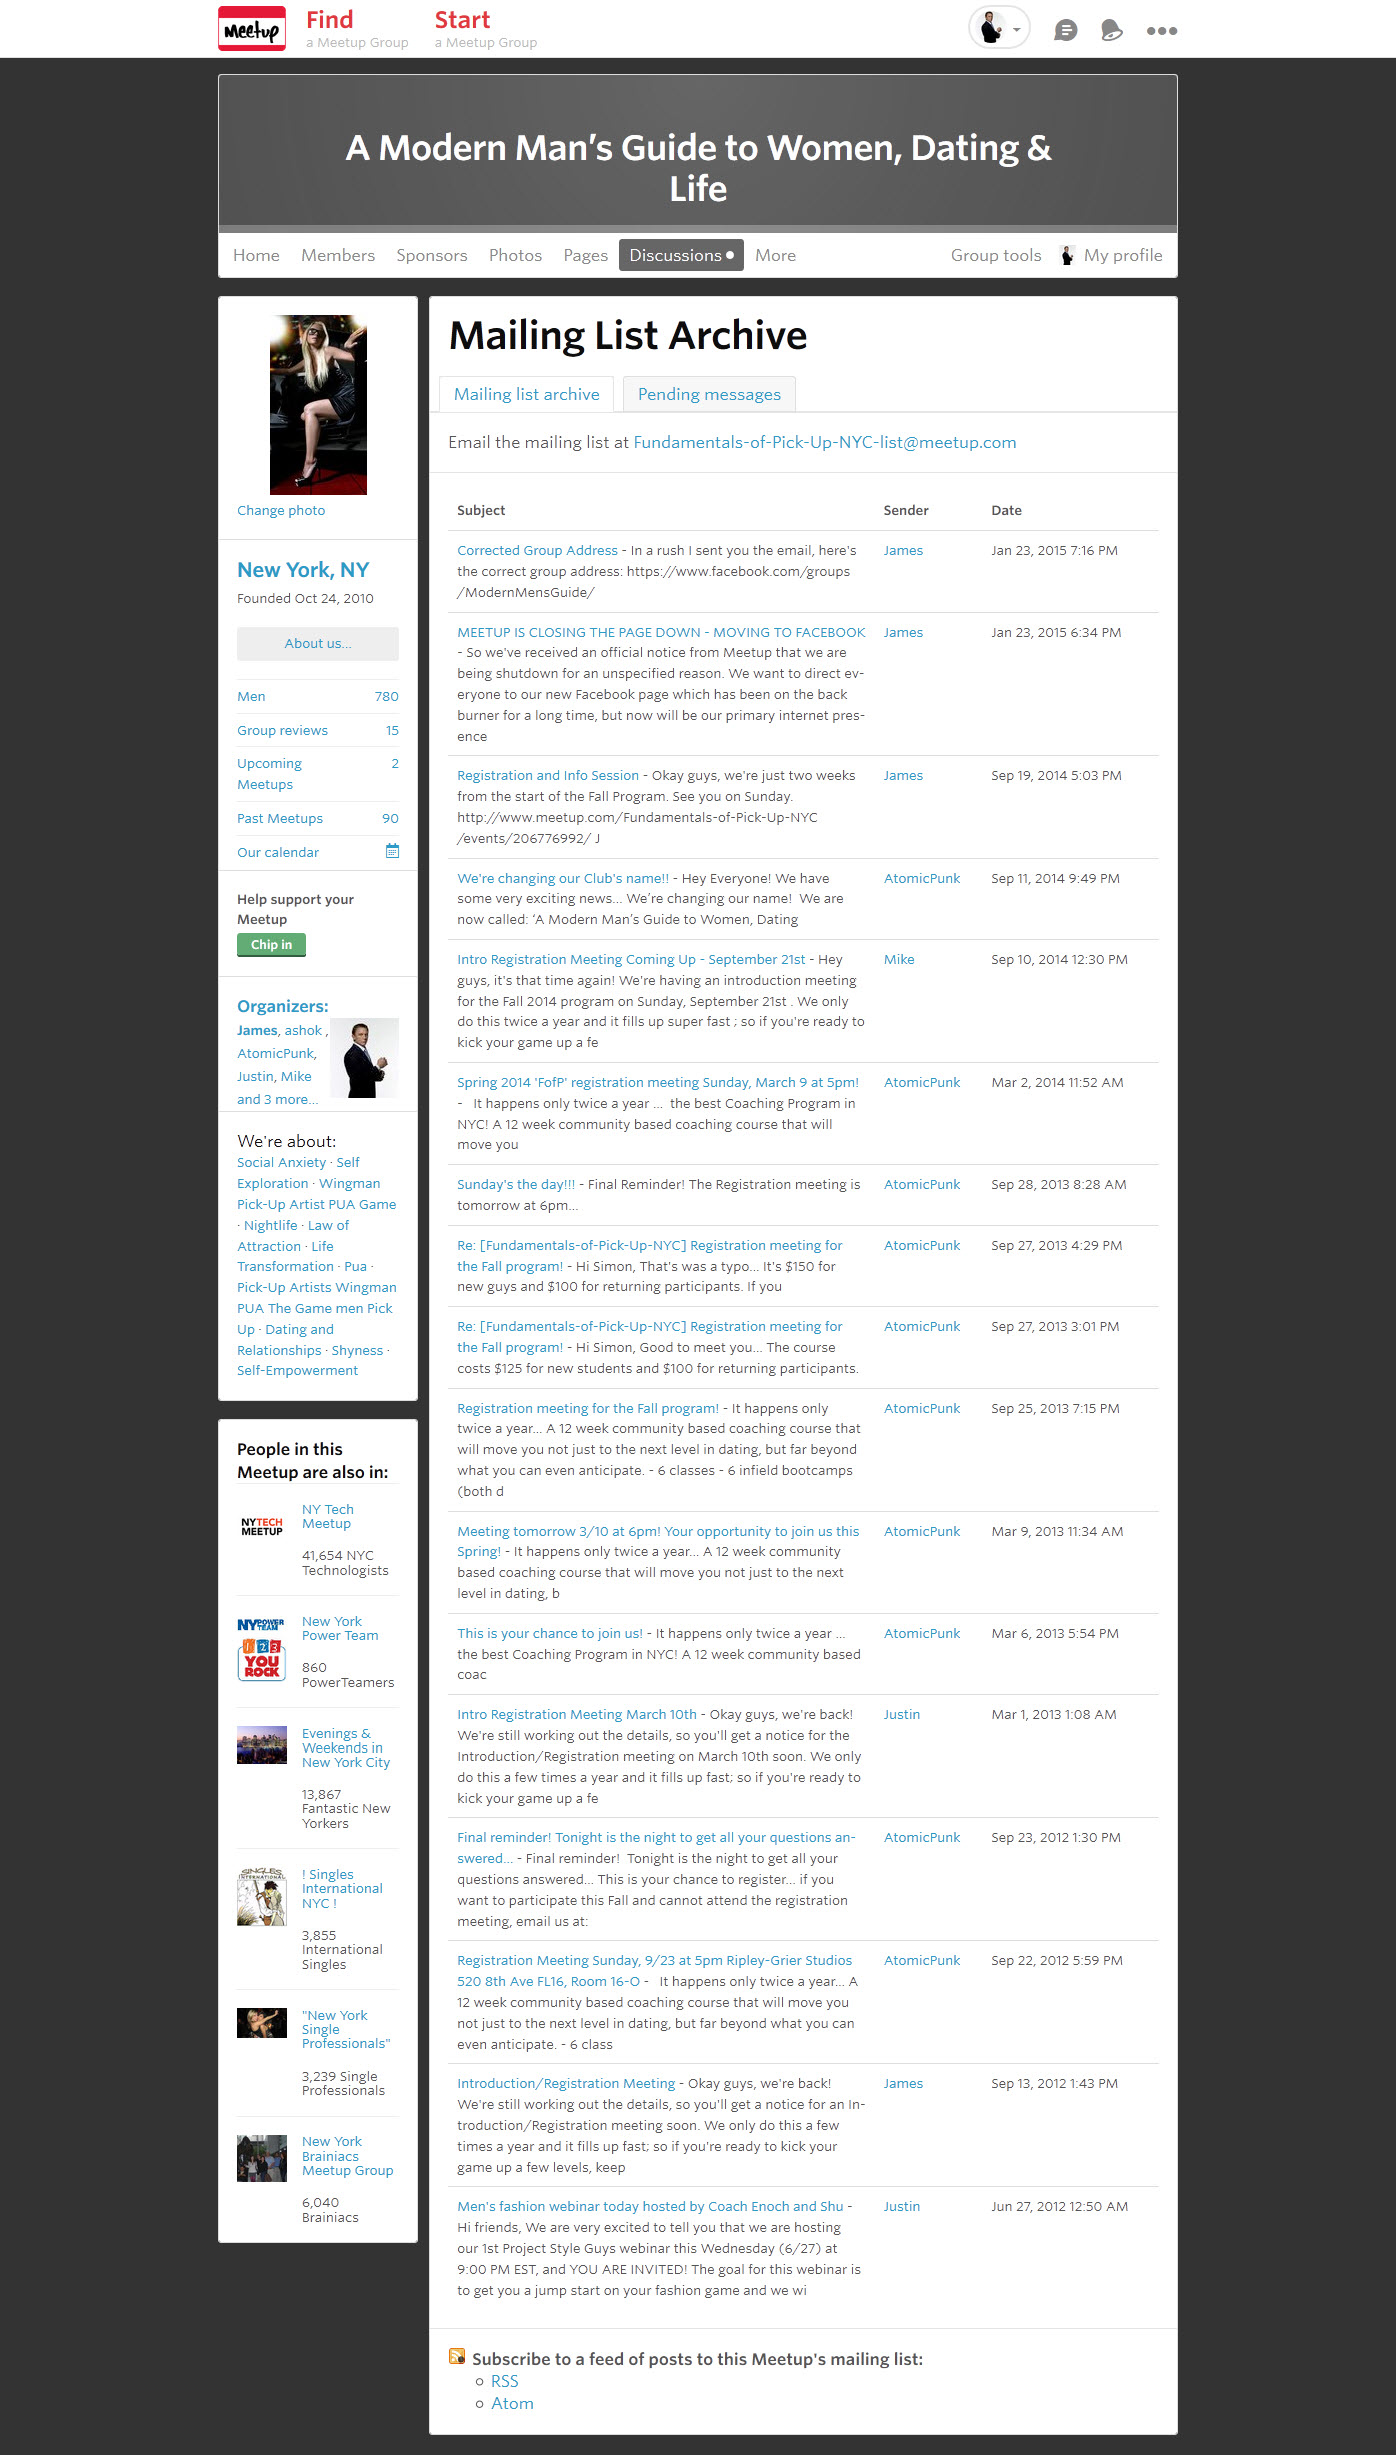 Meetup
Find
a Meetup Group
Start
a Meetup Group
A Modern Man’s Guide to Women, Dating &
Life
Home Members Sponsors Photos Pages Discussions More Group tools My profile
Change photo
New York, NY
Founded Oct 24, 2010
About us...
Men 780
Group reviews 15
Upcoming 2
Meetups
Past Meetups 90
Our calendar
Help support your
Meetup
Chip in
Organizers:
James, ashok ,
AtomicPunk,
Justin, Mike
and 3 more...
We're about:
Social Anxiety · Self
Exploration · Wingman
Pick-Up Artist PUA Game
· Nightlife · Law of
Attraction · Life
Transformation · Pua ·
Pick-Up Artists Wingman
PUA The Game men Pick
Up · Dating and
Relationships · Shyness ·
Self-Empowerment
People in this
Meetup are also in:
NYTECH
MEETUP
NY Tech
Meetup
41,654 NYC
Technologists
NYPOWER
TEAM
123
YOU
ROCK
New York
Power Team
860
PowerTeamers
Evenings &
Weekends in
New York City
13,867
Fantastic New
Yorkers
SINGLES
INTERNATIONAL
! Singles
International
NYC !
3,855
International
Singles
"New York
Single
Professionals"
3,239 Single
Professionals
New York
Brainiacs
Meetup Group
6,040
Brainiacs
Mailing List Archive
Mailing list archive Pending messages
Email the mailing list at Fundamentals-of-Pick-Up-NYC-list@meetup.com
Subject Sender Date
Corrected Group Address - In a rush I sent you the email, here's James Jan 23, 2015 7:16 PM
the correct group address: https://www.facebook.com/groups
/ModernMensGuide/
MEETUP IS CLOSING THE PAGE DOWN - MOVING TO FACEBOOK James Jan 23, 2015 6:34 PM
- So we've received an official notice from Meetup that we are
being shutdown for an unspecified reason. We want to direct ev-
eryone to our new Facebook page which has been on the back
burner for a long time, but now will be our primary internet pres-
ence
Registration and Info Session - Okay guys, we're just two weeks James Sep 19, 2014 5:03 PM
from the start of the Fall Program. See you on Sunday.
http://www.meetup.com/Fundamentals-of-Pick-Up-NYC
/events/206776992/ J
We're changing our Club's name!! - Hey Everyone! We have AtomicPunk Sep 11, 2014 9:49 PM
some very exciting news... We’re changing our name! We are
now called: ‘A Modern Man’s Guide to Women, Dating
Intro Registration Meeting Coming Up - September 21st - Hey Mike Sep 10, 2014 12:30 PM
guys, it's that time again! We're having an introduction meeting
for the Fall 2014 program on Sunday, September 21st . We only
do this twice a year and it fills up super fast ; so if you're ready to
kick your game up a fe
Spring 2014 'FofP' registration meeting Sunday, March 9 at 5pm! AtomicPunk Mar 2, 2014 11:52 AM
- It happens only twice a year ... the best Coaching Program in
NYC! A 12 week community based coaching course that will
move you
Sunday's the day!!! - Final Reminder! The Registration meeting is AtomicPunk Sep 28, 2013 8:28 AM
tomorrow at 6pm...
Re: [Fundamentals-of-Pick-Up-NYC] Registration meeting for AtomicPunk Sep 27, 2013 4:29 PM
the Fall program! - Hi Simon, That's was a typo... It's $150 for
new guys and $100 for returning participants. If you
Re: [Fundamentals-of-Pick-Up-NYC] Registration meeting for AtomicPunk Sep 27, 2013 3:01 PM
the Fall program! - Hi Simon, Good to meet you... The course
costs $125 for new students and $100 for returning participants.
Registration meeting for the Fall program! - It happens only AtomicPunk Sep 25, 2013 7:15 PM
twice a year... A 12 week community based coaching course that
will move you not just to the next level in dating, but far beyond
what you can even anticipate. - 6 classes - 6 infield bootcamps
(both d
Meeting tomorrow 3/10 at 6pm! Your opportunity to join us this AtomicPunk Mar 9, 2013 11:34 AM
Spring! - It happens only twice a year... A 12 week community
based coaching course that will move you not just to the next
level in dating, b
This is your chance to join us! - It happens only twice a year ... AtomicPunk Mar 6, 2013 5:54 PM
the best Coaching Program in NYC! A 12 week community based
coac
Intro Registration Meeting March 10th - Okay guys, we're back! Justin Mar 1, 2013 1:08 AM
We're still working out the details, so you'll get a notice for the
Introduction/Registration meeting on March 10th soon. We only
do this a few times a year and it fills up fast; so if you're ready to
kick your game up a fe
Final reminder! Tonight is the night to get all your questions an- AtomicPunk Sep 23, 2012 1:30 PM
swered... - Final reminder! Tonight is the night to get all your
questions answered... This is your chance to register... if you
want to participate this Fall and cannot attend the registration
meeting, email us at:
Registration Meeting Sunday, 9/23 at 5pm Ripley-Grier Studios AtomicPunk Sep 22, 2012 5:59 PM
520 8th Ave FL16, Room 16-O - It happens only twice a year... A
12 week community based coaching course that will move you
not just to the next level in dating, but far beyond what you can
even anticipate. - 6 class
Introduction/Registration Meeting - Okay guys, we're back! James Sep 13, 2012 1:43 PM
We're still working out the details, so you'll get a notice for an In-
troduction/Registration meeting soon. We only do this a few
times a year and it fills up fast; so if you're ready to kick your
game up a few levels, keep
Men's fashion webinar today hosted by Coach Enoch and Shu - Justin Jun 27, 2012 12:50 AM
Hi friends, We are very excited to tell you that we are hosting
our 1st Project Style Guys webinar this Wednesday (6/27) at
9:00 PM EST, and YOU ARE INVITED! The goal for this webinar is
to get you a jump start on your fashion game and we wi
Subscribe to a feed of posts to this Meetup's mailing list:
RSS
Atom